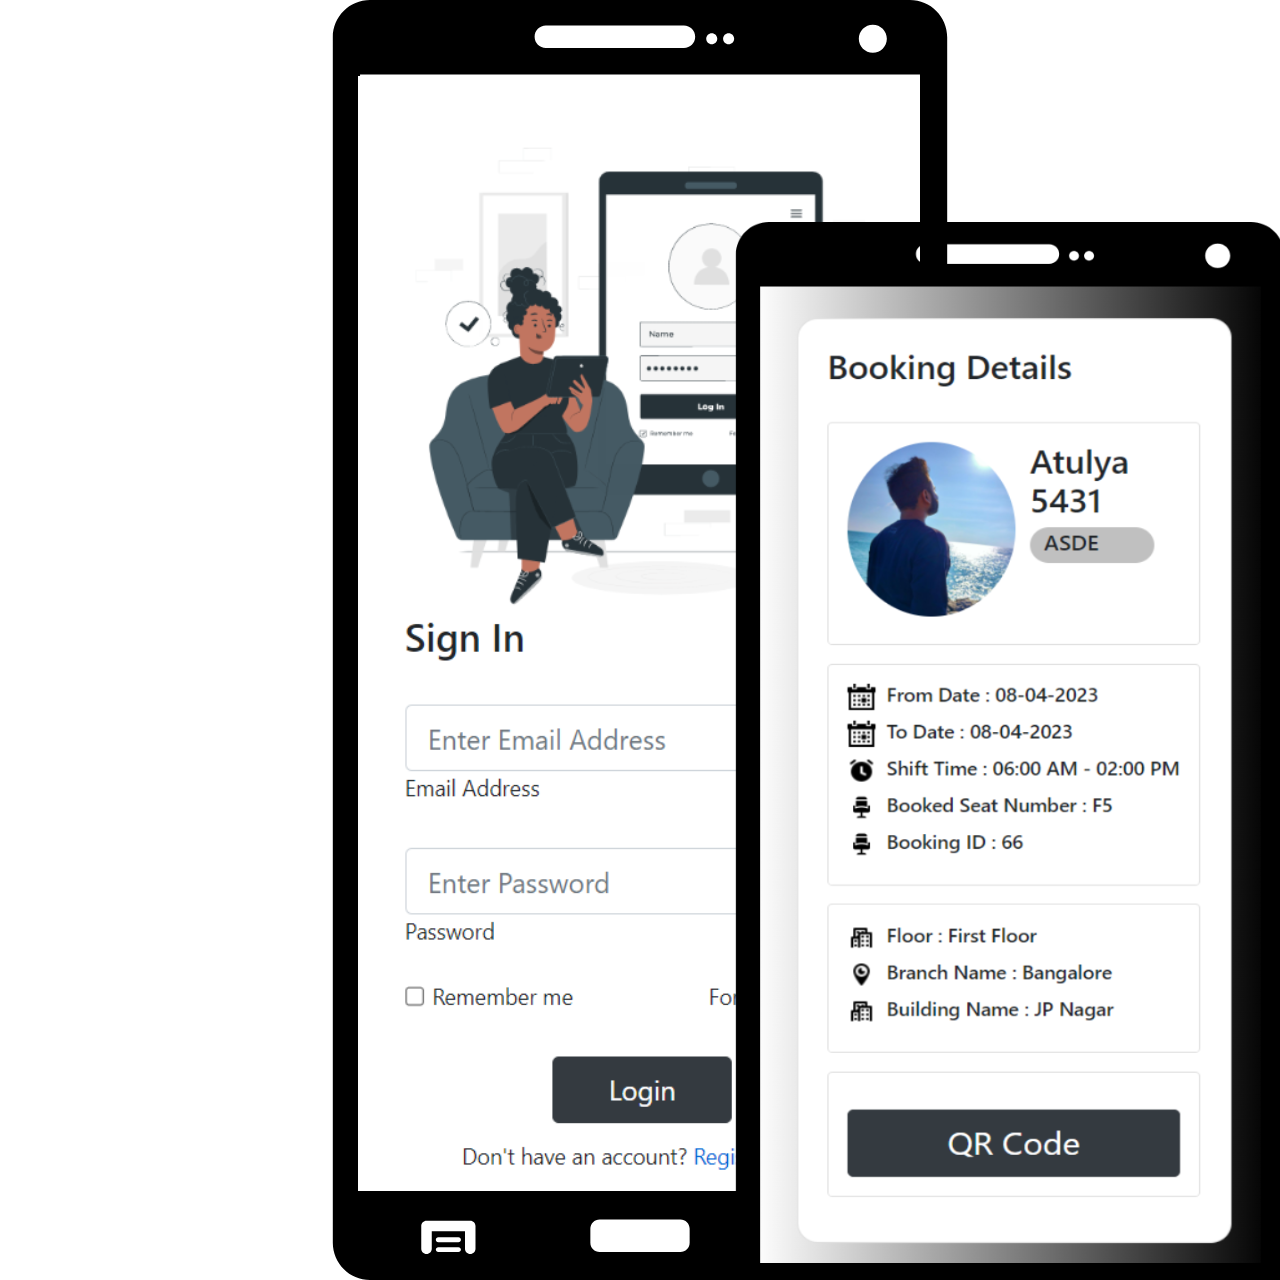 Name
••••••••
Log In
Remember me
Sign In
Enter Email Address
Email Address
Enter Password
Password
Remember me
For
Login
Don't have an account? Regi
Booking Details
Atulya
5431
ASDE
From Date : 08-04-2023
To Date : 08-04-2023
Shift Time : 06:00 AM - 02:00 PM
Booked Seat Number : F5
Booking ID : 66
Floor : First Floor
Branch Name : Bangalore
Building Name : JP Nagar
QR Code